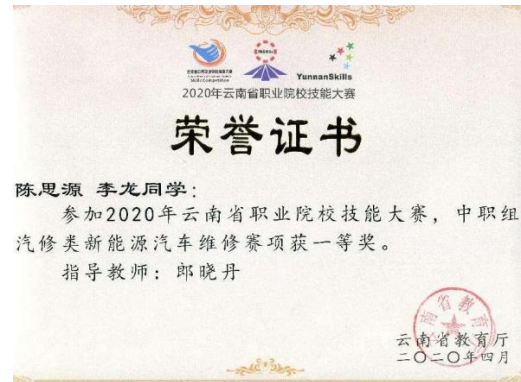 YunnanSkills
2020年云南省职业院校技能大赛
荣誉证书
陈思源 李龙同学：
参加2020年云南省职业院校技能大赛，中职组
汽修类新能源汽车维修赛项获一等奖。
指导教师：郎晓丹
云南省教育厅
二〇二〇年四月